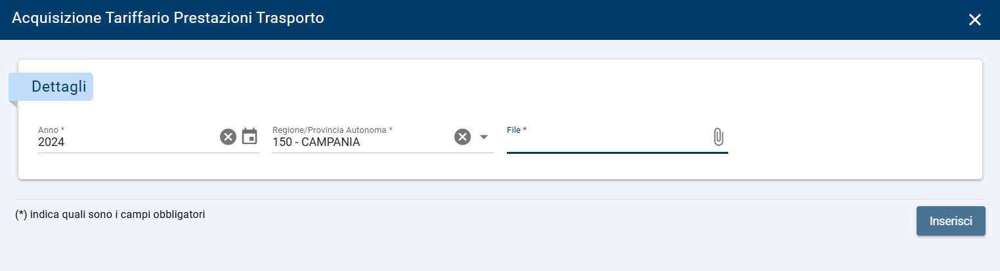 Acquisizione Tariffario Prestazioni Trasporto
Dettagli
Anno *
2024
Regione/Provincia Autonoma *
150 - CAMPANIA
File *
(*) indica quali sono i campi obbligatori
Inserisci